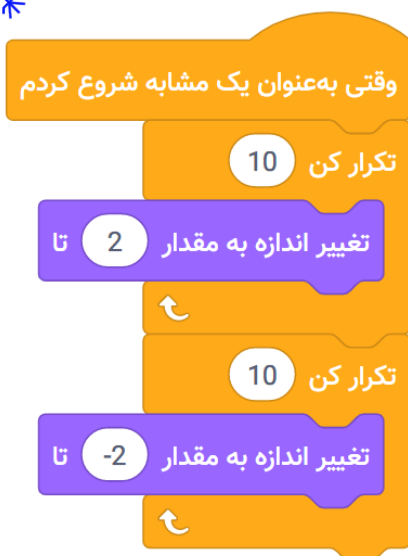 وقتی به‌عنوان یک مشابه شروع کردم
تکرار کن 10
تغییر اندازه به مقدار 2 تا
تکرار کن 10
تغییر اندازه به مقدار -2 تا